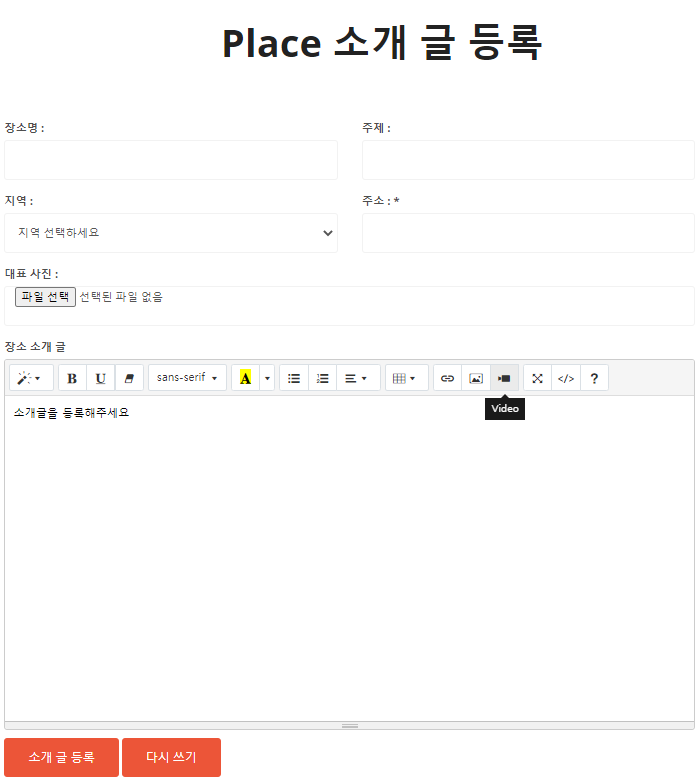 Place 소개 글 등록
장소명 :
주제 :
지역 :
주소 : *
지역 선택하세요
대표 사진 :
파일 선택 선택된 파일 없음
장소 소개 글
B U sans-serif A </> ?
Video
소개글을 등록해주세요
소개 글 등록
다시 쓰기